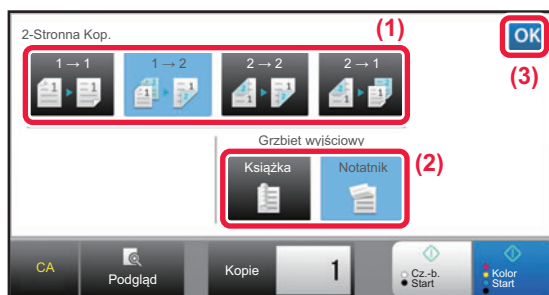 2-Stronna Kop.
(1)
OK
1 → 1
1 → 2
2 → 2
2 → 1
(3)
Grzbiet wyjściowy
Książka
Notatnik
(2)
CA
Podgląd
Kopie
1
Cz.-b.
Start
Kolor
Start